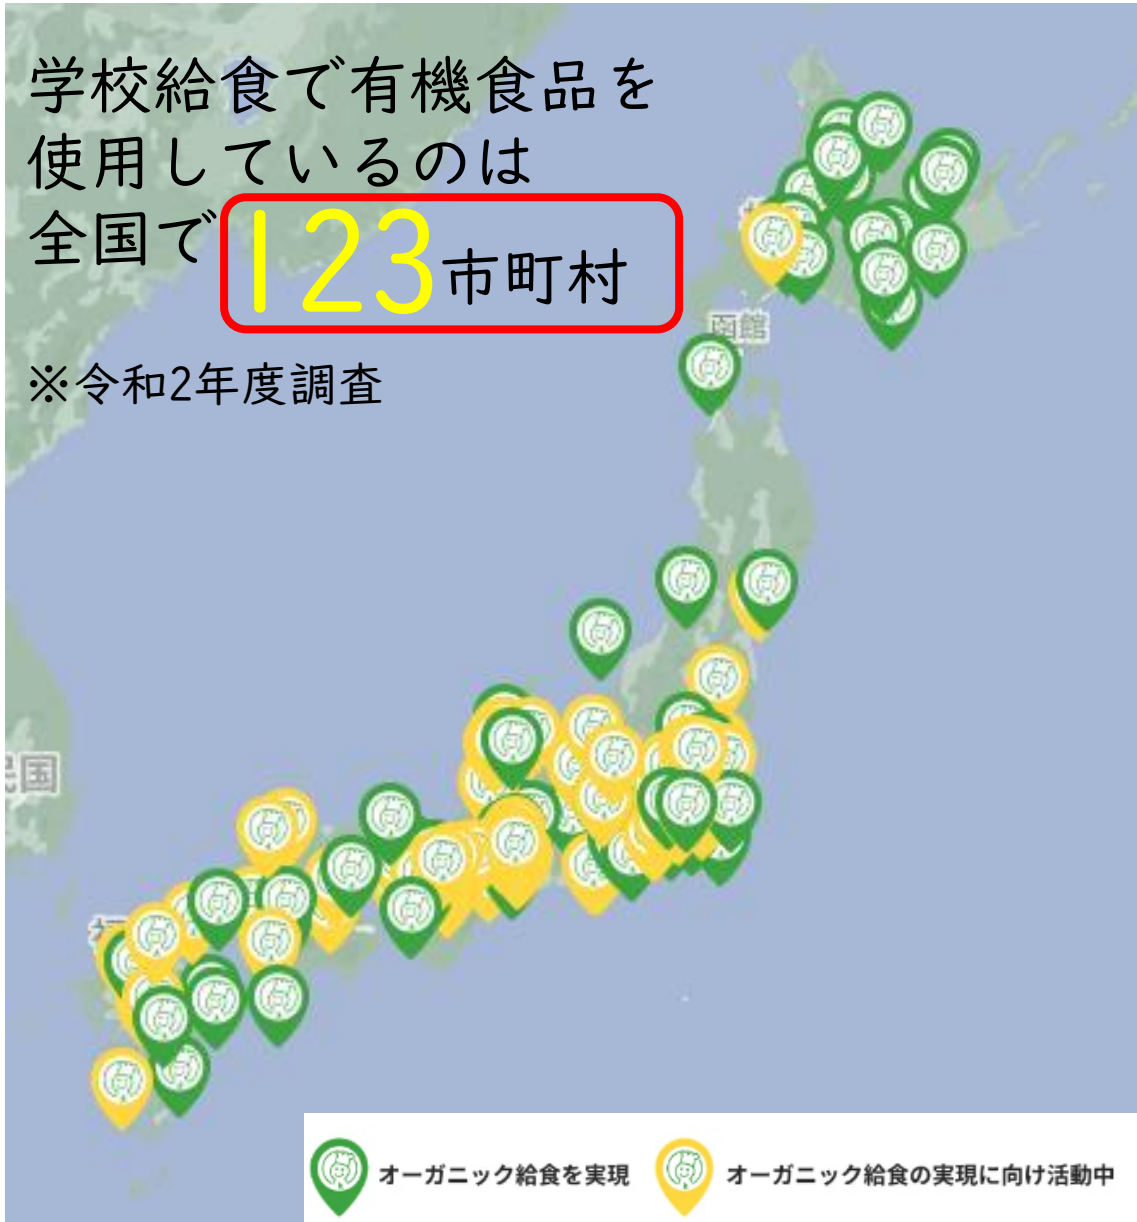 学校給食で有機食品を
使用しているのは
全国で123市町村
※令和2年度調査
函館
民国
オーガニック給食を実現
オーガニック給食の実現に向け活動中